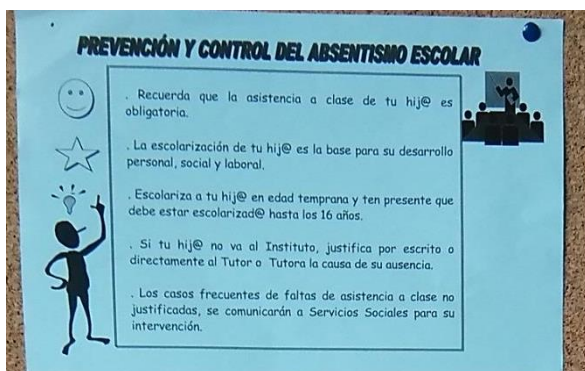 PREVENCIÓN Y CONTROL DEL ABSENTISMO ESCOLAR
. Recuerda que la asistencia a clase de tu hij@ es
obligatoria.
. La escolarización de tu hij@ es la base para su desarrollo
personal, social y laboral.
. Escolariza a tu hij@ en edad temprana y ten presente que
debe estar escolarizad@ hasta los 16 años.
. Si tu hij@ no va al Instituto, justifica por escrito o
directamente al Tutor o Tutora la causa de su ausencia.
. Los casos frecuentes de faltas de asistencia a clase no
justificadas, se comunicarán a Servicios Sociales para su
intervención.